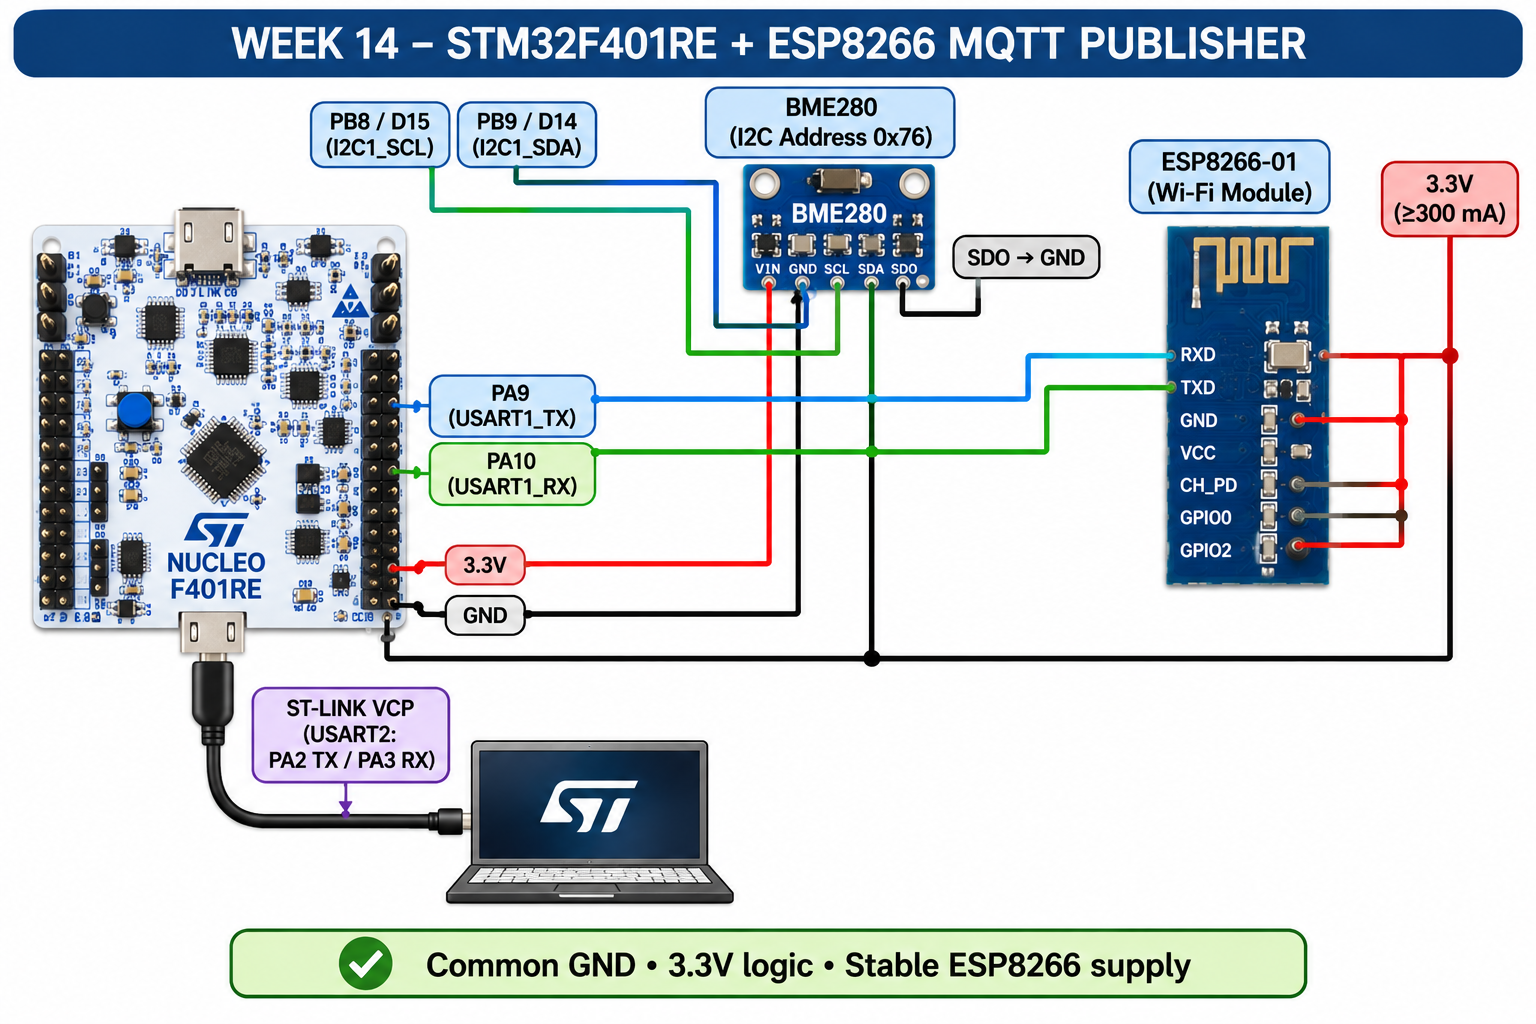 WEEK 14 – STM32F401RE + ESP8266 MQTT PUBLISHER
PB8 / D15
(I2C1_SCL)
PB9 / D14
(I2C1_SDA)
BME280
(I2C Address 0x76)
ESP8266-01
(Wi-Fi Module)
3.3V
(≥300 mA)
BME280
VIN GND SCL SDA SDO
SDO → GND
RXD
TXD
GND
VCC
CH_PD
GPIO0
GPIO2
PA9
(USART1_TX)
PA10
(USART1_RX)
3.3V
GND
ST
NUCLEO
F401RE
ST-LINK VCP
(USART2:
PA2 TX / PA3 RX)
ST
Common GND • 3.3V logic • Stable ESP8266 supply